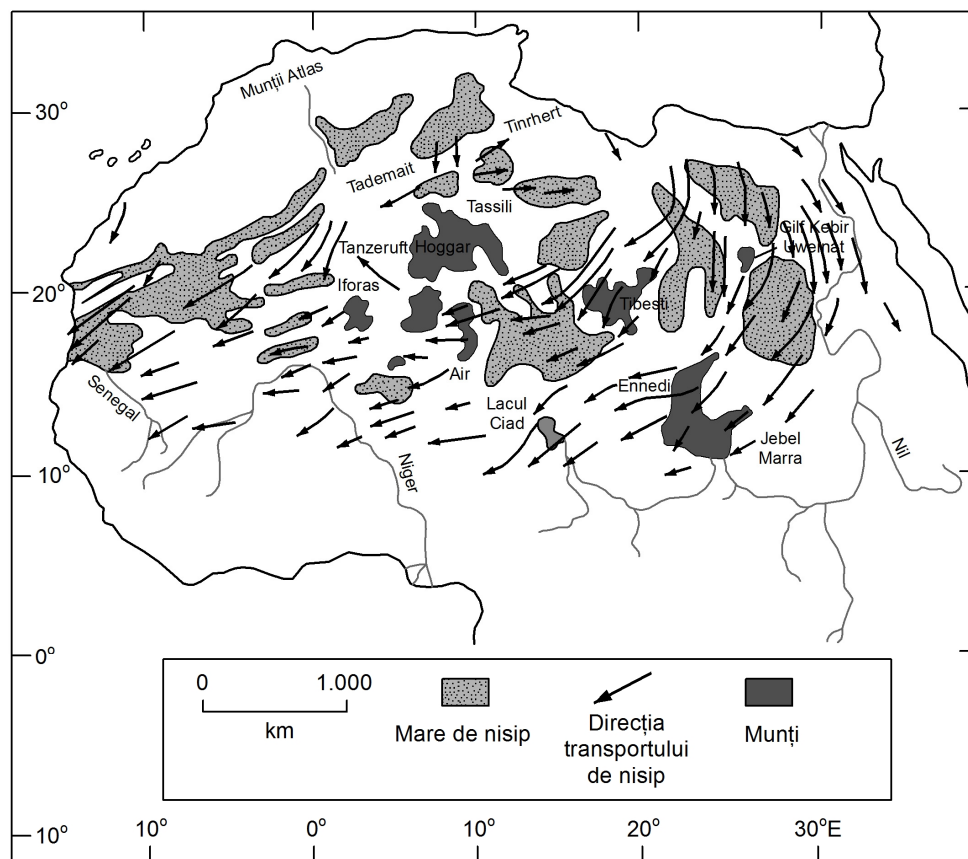 Munții Atlas
30°
Tinrhert
Tademait
Tassili
Gilf Kebir
Uweinat
Tanzeruft
Hoggar
20°
Iforas
Tibesti
Air
Ennedi
Senegal
Lacul
Ciad
Jebel
Marra
Nil
Niger
10°
0°
0
1.000
km
Mare de nisip
Direcția
transportului
de nisip
Munți
10°
10°
0°
10°
20°
30°E